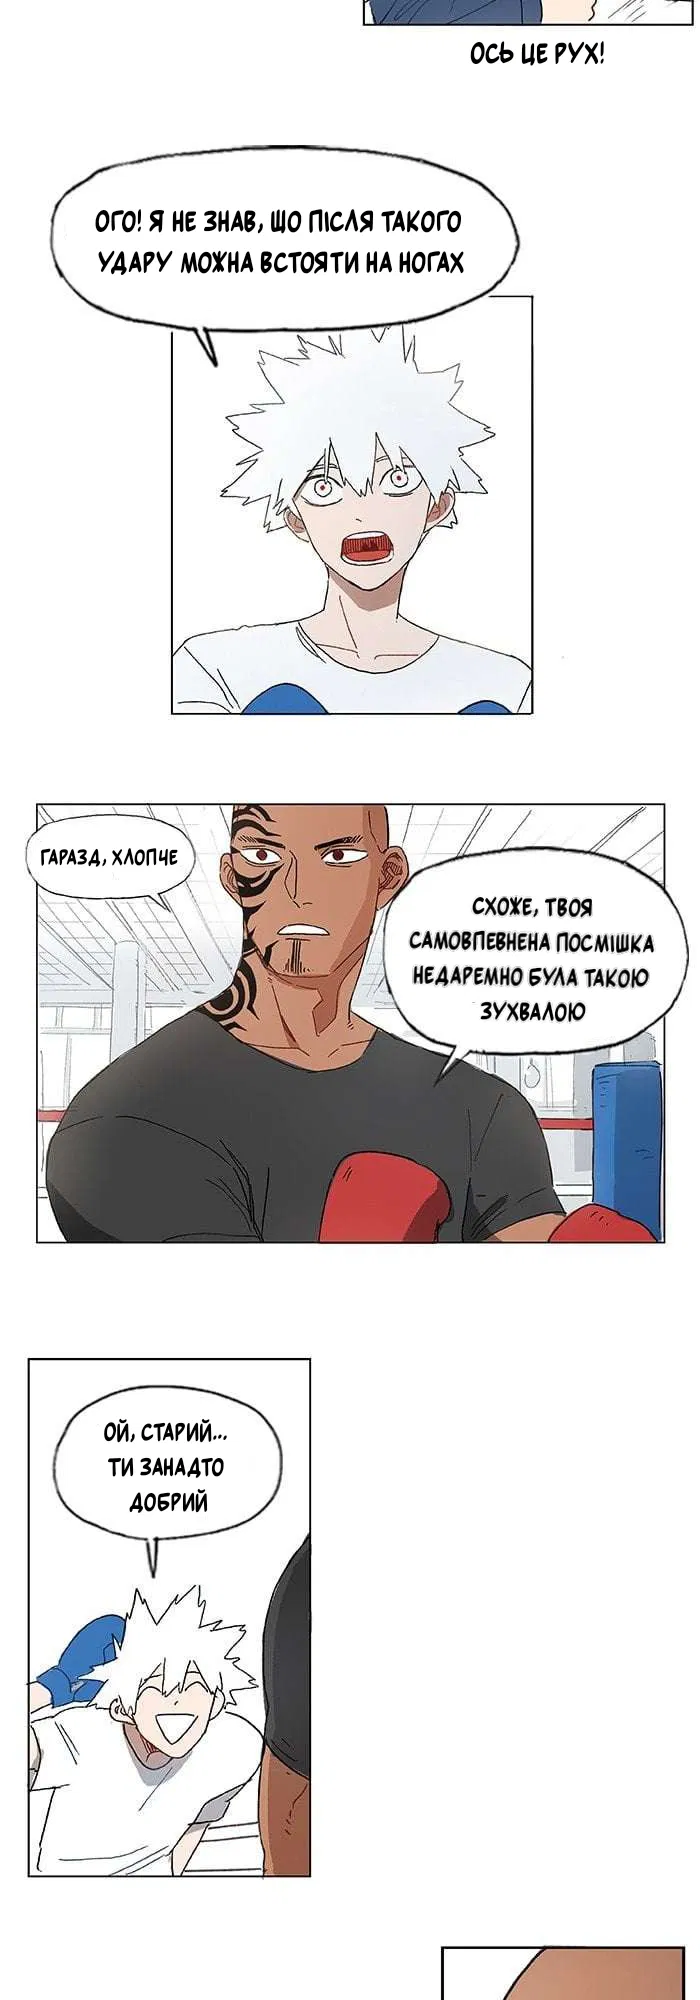 ОСЬ ЦЕ РУХ!
ОГО! Я НЕ ЗНАВ, ЩО ПІСЛЯ ТАКОГО
УДАРУ МОЖНА ВСТОЯТИ НА НОГАХ
ГАРАЗД, ХЛОПЧЕ
СХОЖЕ, ТВОЯ
САМОВПЕВНЕНА ПОСМІШКА
НЕДАРЕМНО БУЛА ТАКОЮ
ЗУХВАЛОЮ
ОЙ, СТАРИЙ...
ТИ ЗАНАДТО
ДОБРИЙ